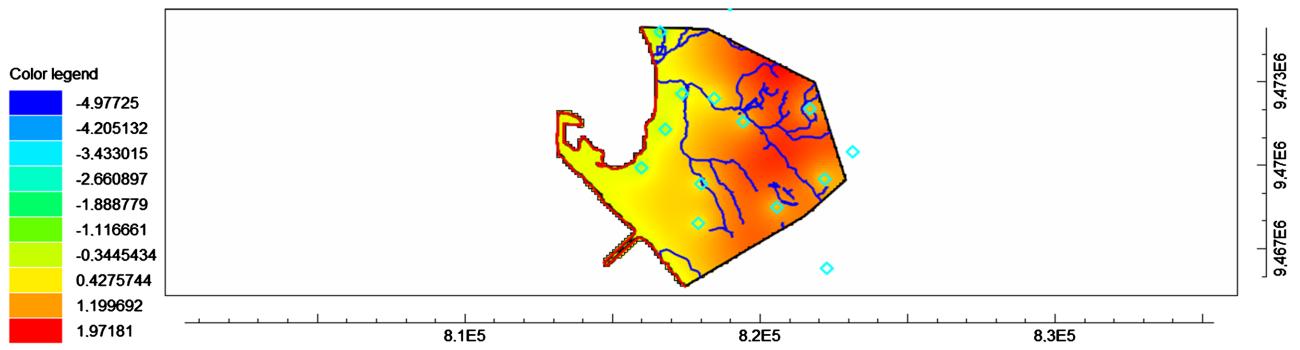 Color legend
-4.97725
-4.205132
-3.433015
-2.660897
-1.888779
-1.116661
-0.3445434
0.4275744
1.199692
1.97181
9.473E6
9.47E6
9.467E6
8.1E5
8.2E5
8.3E5